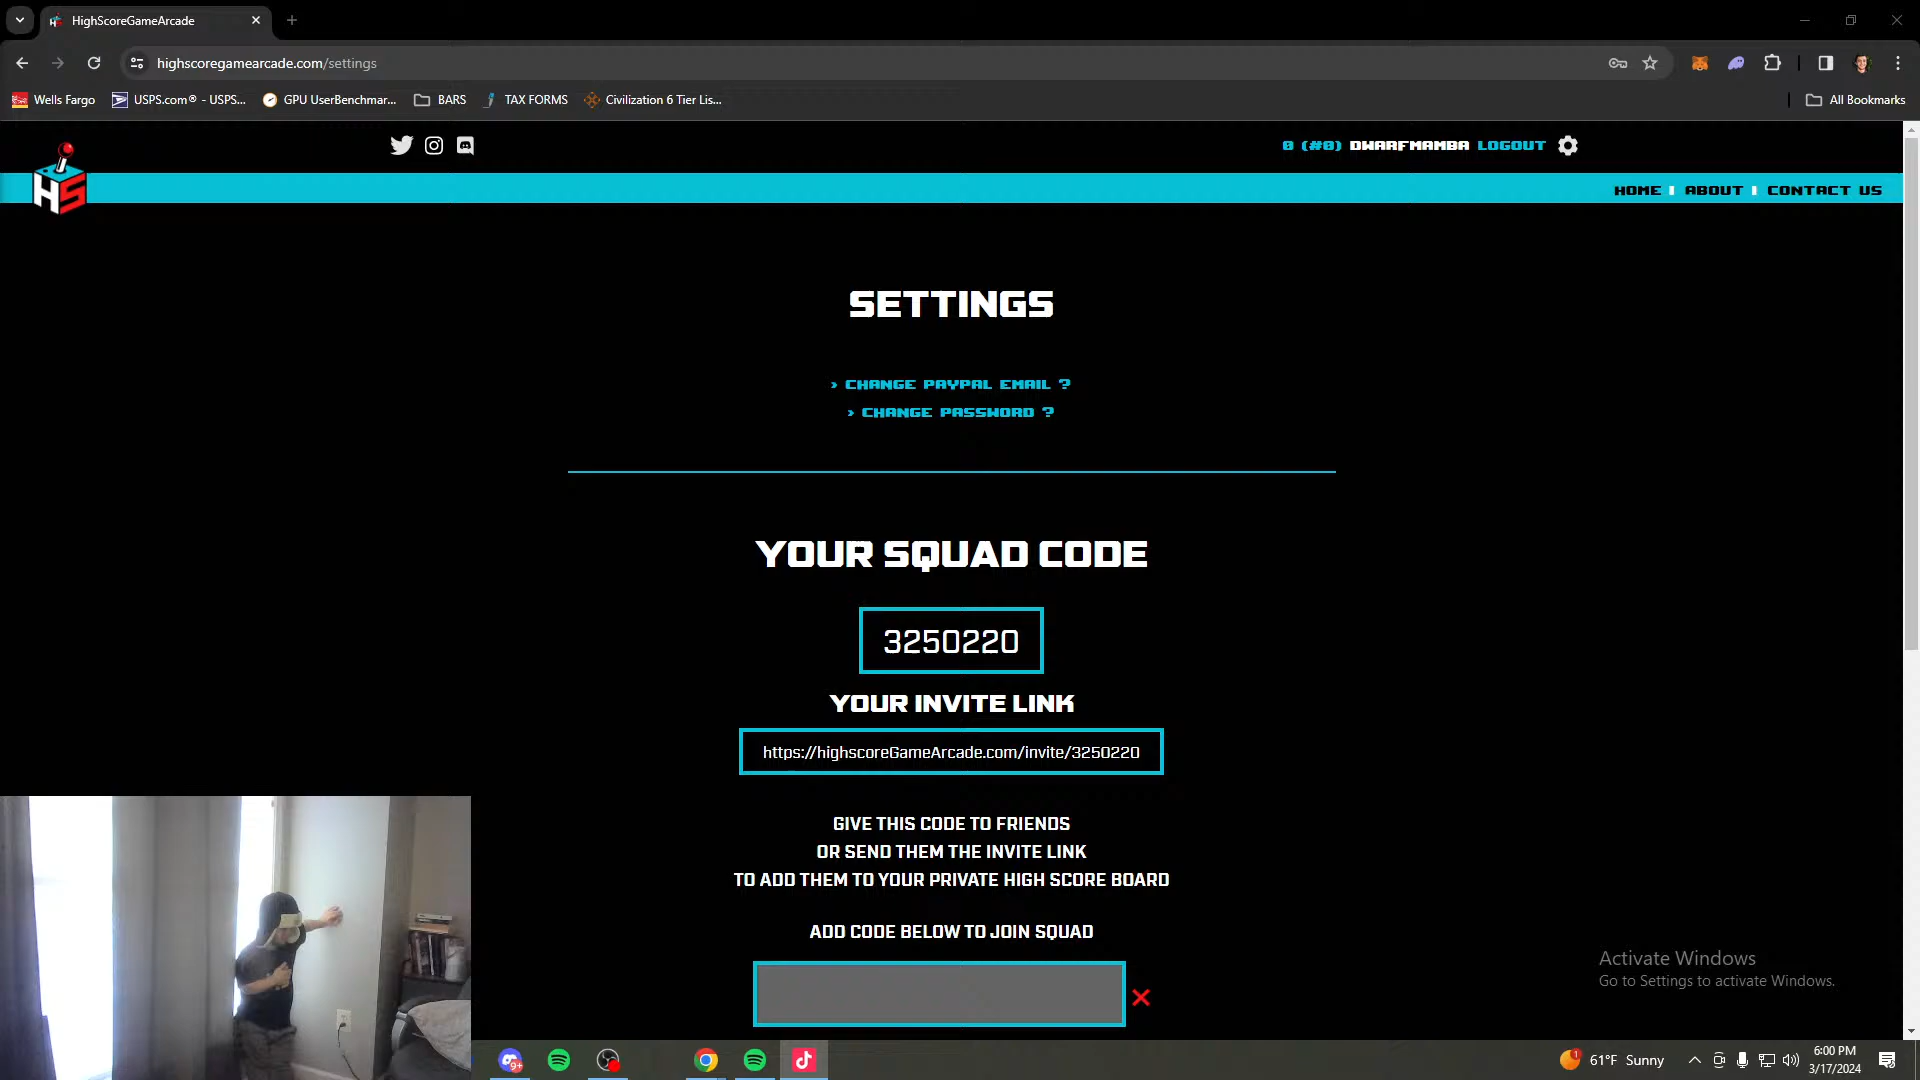 HighScoreGameArcade
highscoregamearcade.com/settings
Wells Fargo
USPS.com® - USPS...
GPU UserBenchmar...
BARS
TAX FORMS
Civilization 6 Tier Lis...
All Bookmarks
0 (#0) DWARFMAMBA LOGOUT
HS
HOME | ABOUT | CONTACT US
SETTINGS
> CHANGE PAYPAL EMAIL ?
> CHANGE PASSWORD ?
YOUR SQUAD CODE
3250220
YOUR INVITE LINK
https://highscoreGameArcade.com/invite/3250220
GIVE THIS CODE TO FRIENDS
OR SEND THEM THE INVITE LINK
TO ADD THEM TO YOUR PRIVATE HIGH SCORE BOARD
ADD CODE BELOW TO JOIN SQUAD
Activate Windows
Go to Settings to activate Windows.
9+
1
61°F Sunny
6:00 PM
3/17/2024